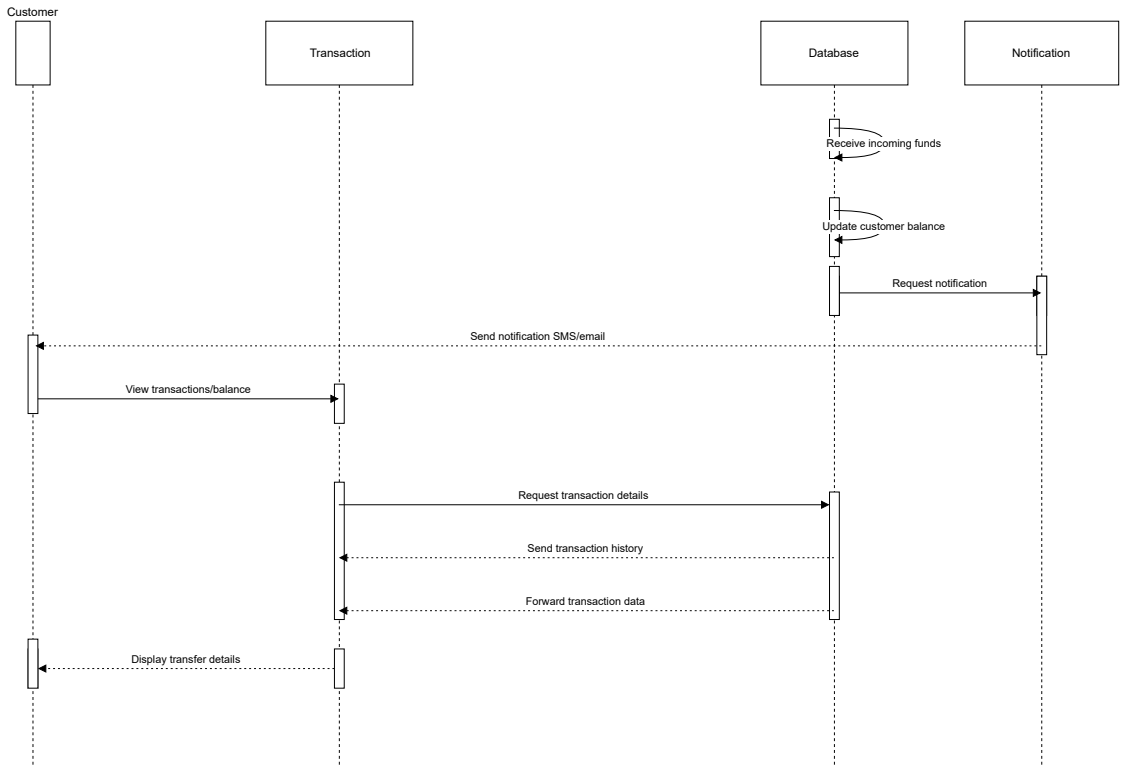 Customer
Transaction
Database
Notification
Receive incoming funds
Update customer balance
Request notification
Send notification SMS/email
View transactions/balance
Request transaction details
Send transaction history
Forward transaction data
Display transfer details